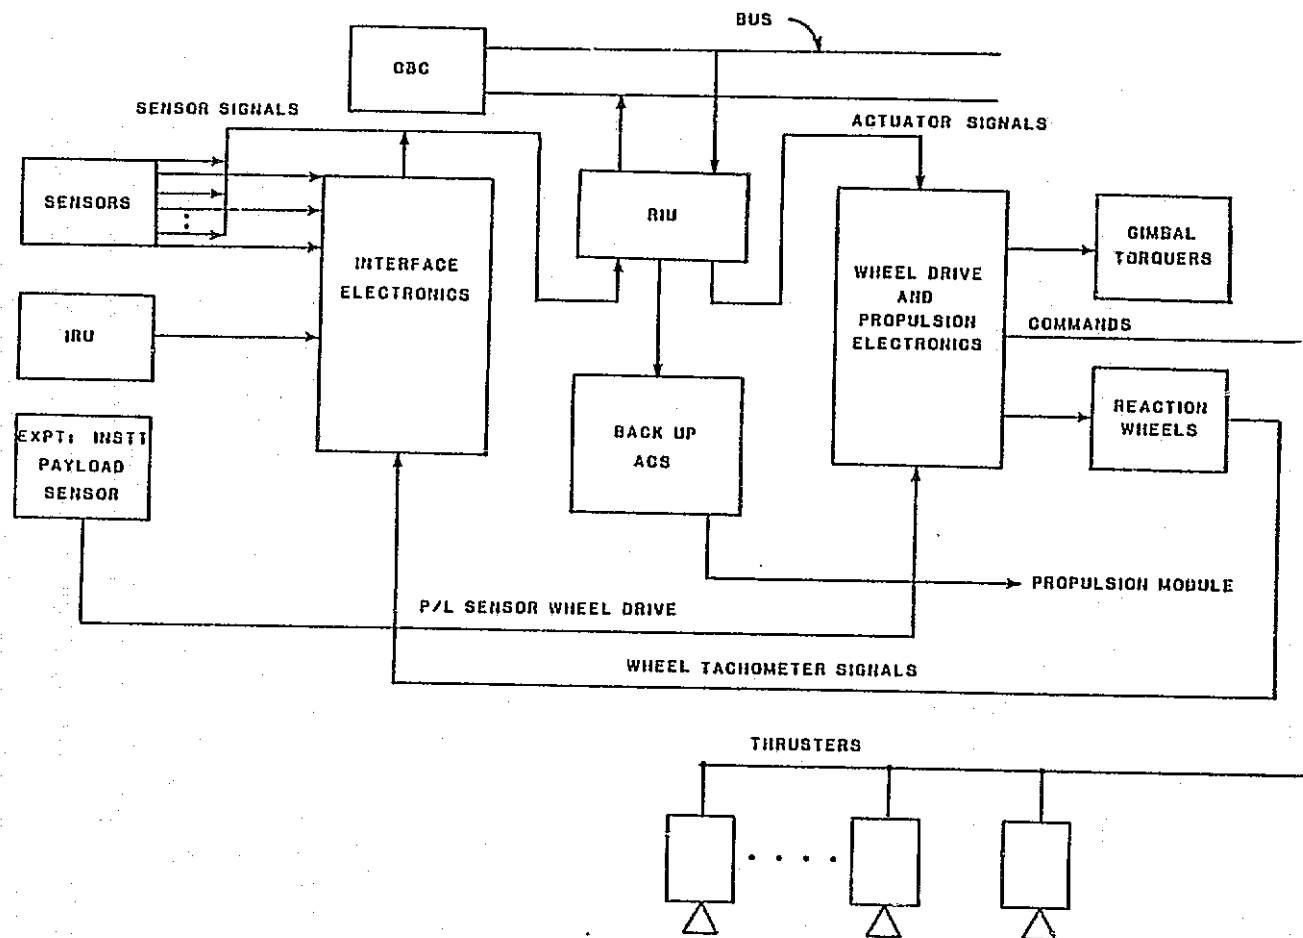 BUS
OBC
SENSOR SIGNALS
ACTUATOR SIGNALS
SENSORS
RIU
GIMBAL
TORQUERS
INTERFACE
ELECTRONICS
WHEEL DRIVE
AND
PROPULSION
ELECTRONICS
IRU
COMMANDS
EXPT: INSTT
PAYLOAD
SENSOR
BACK UP
ACS
REACTION
WHEELS
PROPULSION MODULE
P/L SENSOR WHEEL DRIVE
WHEEL TACHOMETER SIGNALS
THRUSTERS